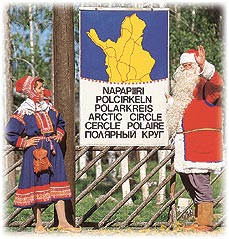 NAPAPIIRI
POLCIRKELN
POLARKREIS
ARCTIC CIRCLE
CERCLE POLAIRE
ПОЛЯРНЫЙ КРУГ